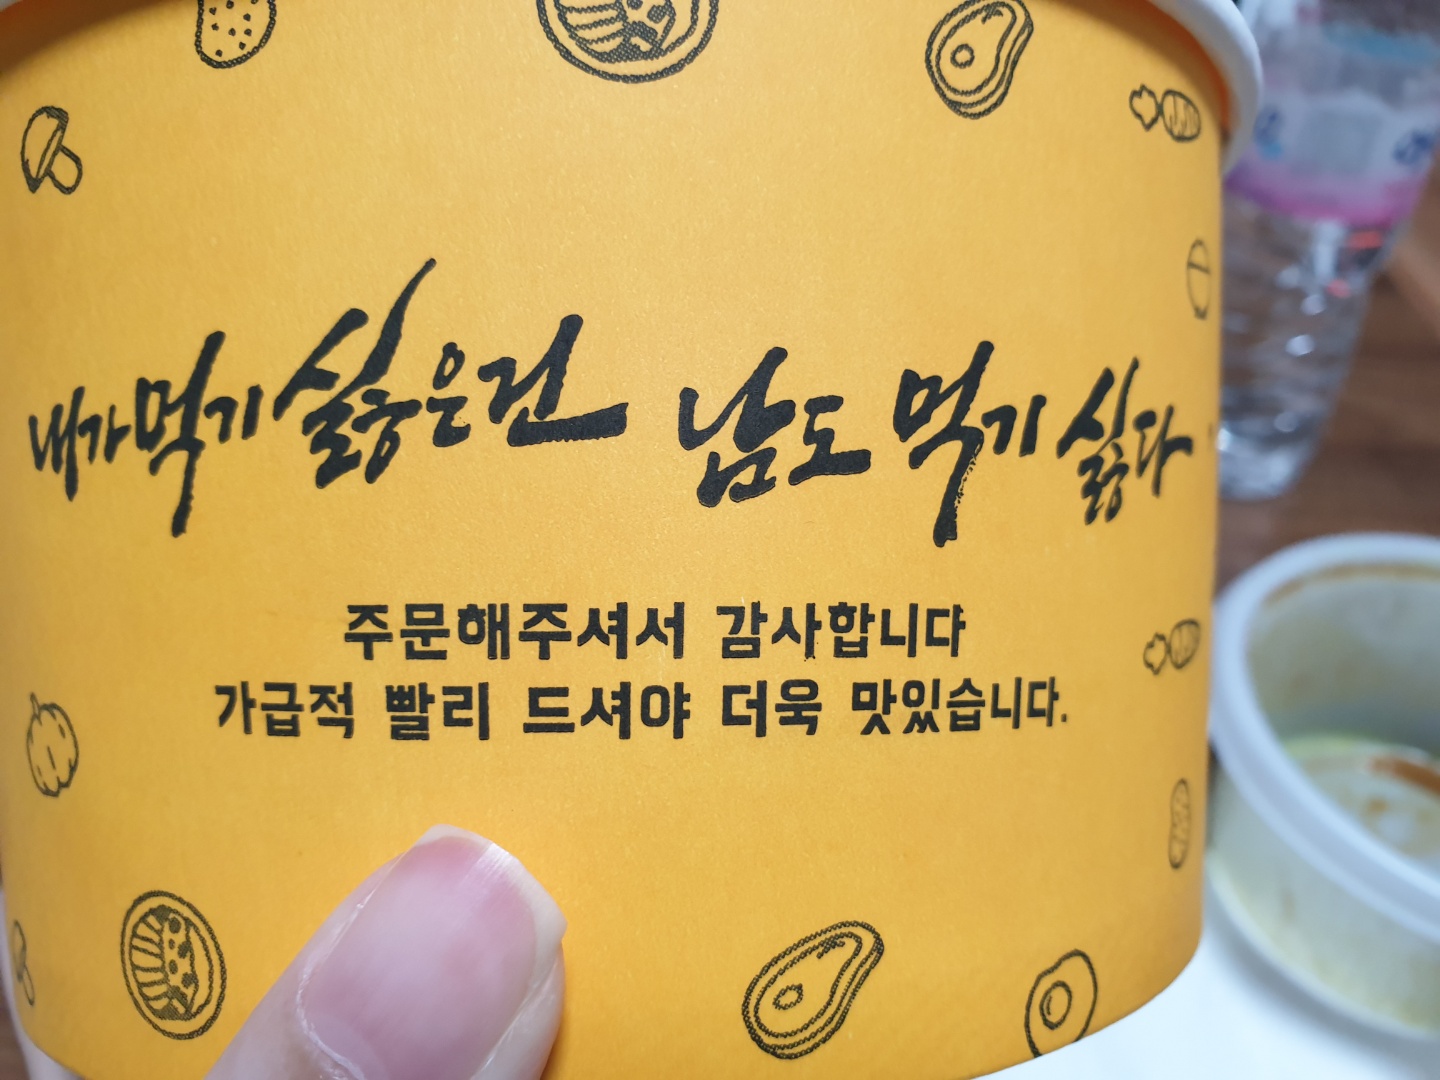 내가 먹기 싫은건 남도 먹기 싫다.
주문해주셔서 감사합니다
가급적 빨리 드셔야 더욱 맛있습니다.